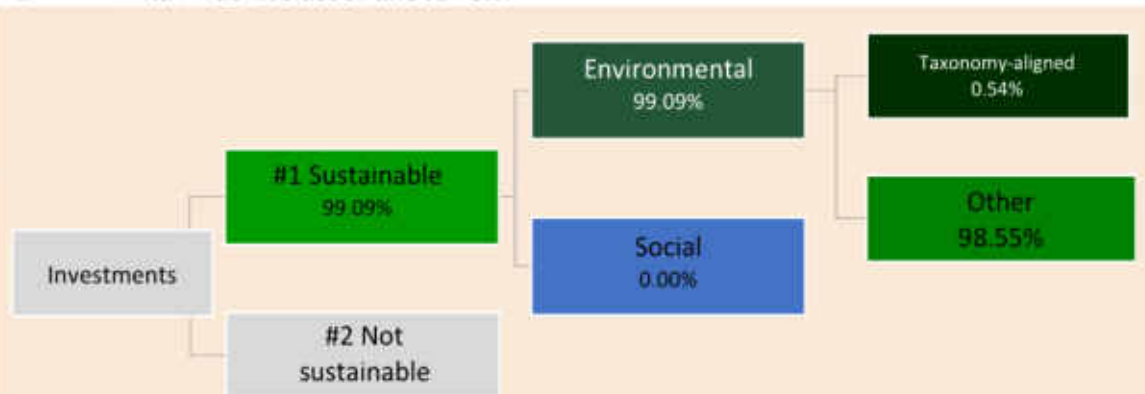 Environmental
99.09%
Taxonomy-aligned
0.54%
#1 Sustainable
99.09%
Other
98.55%
Social
0.00%
Investments
#2 Not
sustainable